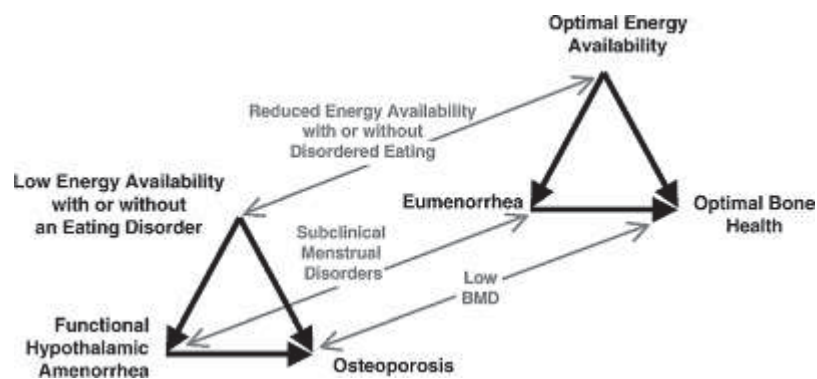 Optimal Energy
Availability
Reduced Energy Availability
with or without
Disordered Eating
Low Energy Availability
with or without
an Eating Disorder
Eumenorrhea
Optimal Bone
Health
Subclinical
Menstrual
Disorders
Low
BMD
Functional
Hypothalamic
Amenorrhea
Osteoporosis